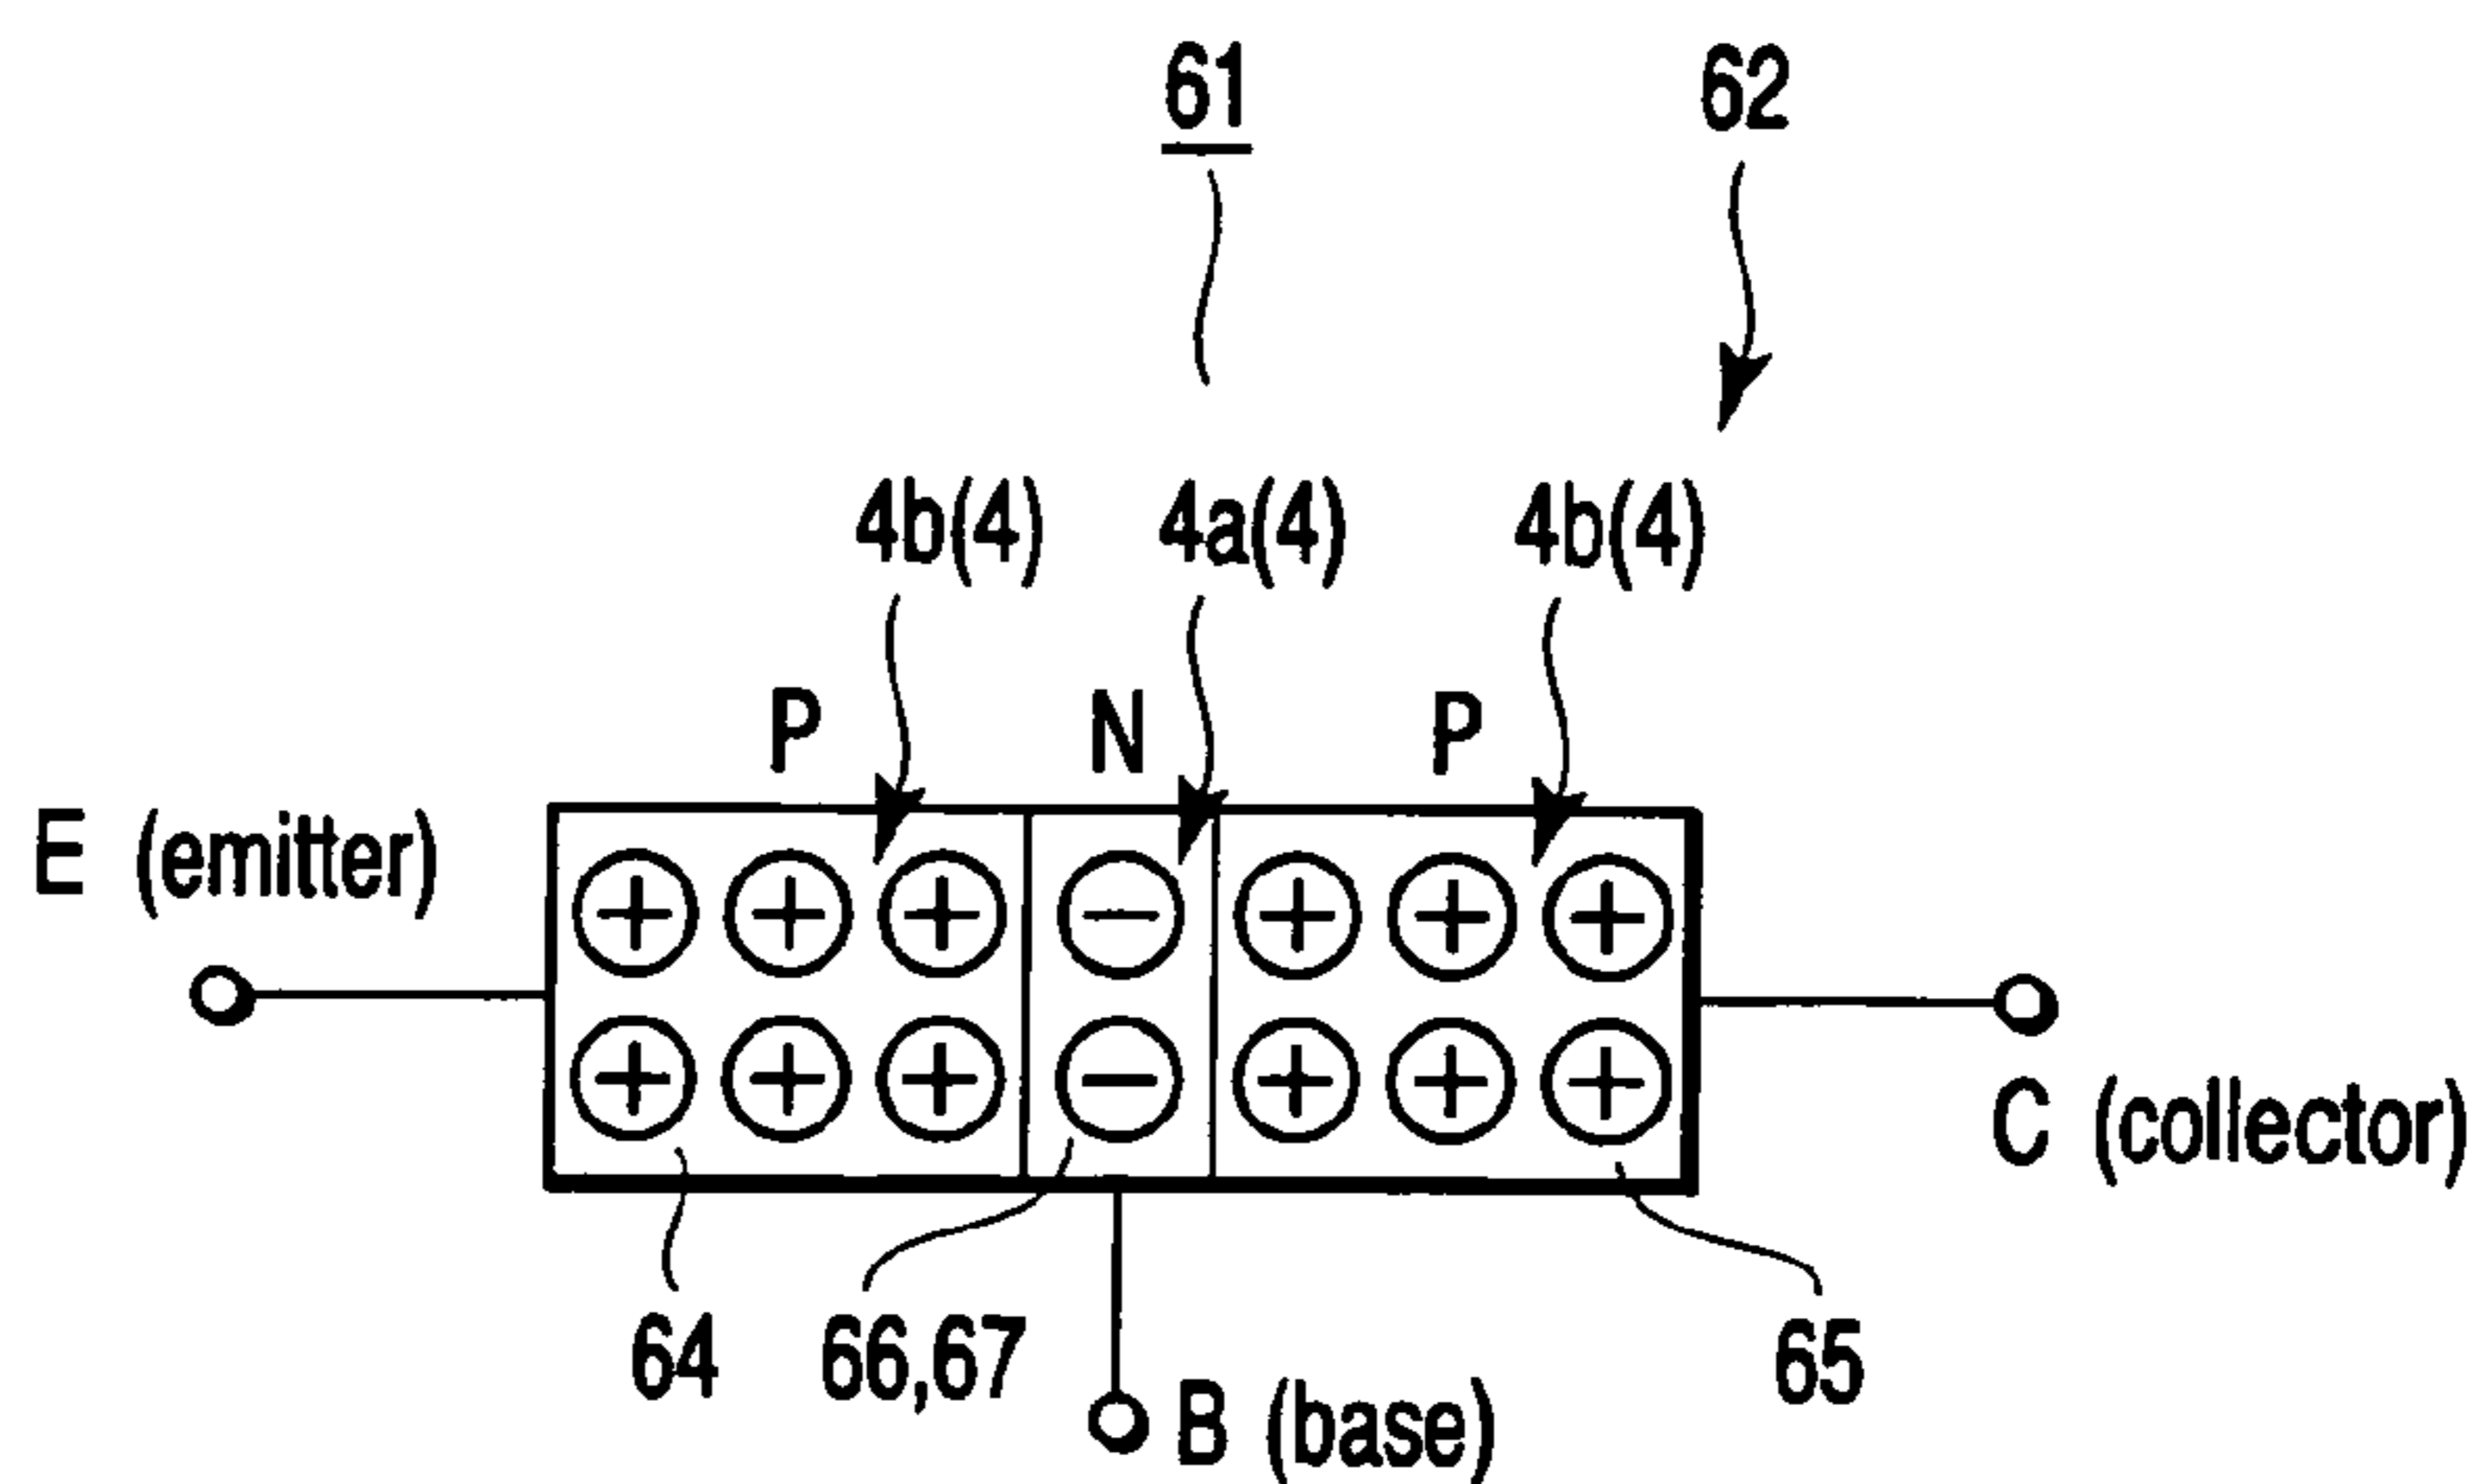 61 62
4b(4) 4a(4) 4b(4)
P N P
E (emitter)
C (collector)
64 66,67 65
B (base)